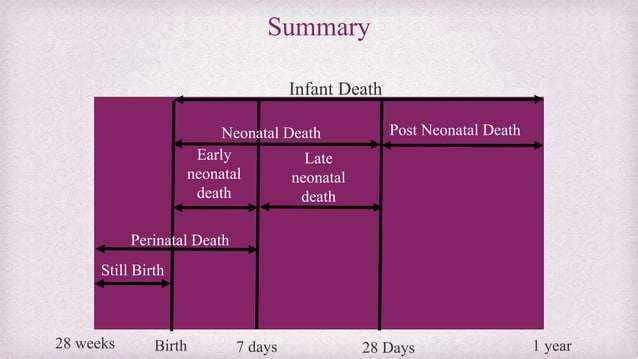 Summary
Infant Death
Neonatal Death
Post Neonatal Death
Early
neonatal
death
Late
neonatal
death
Perinatal Death
Still Birth
28 weeks
Birth
7 days
28 Days
1 year